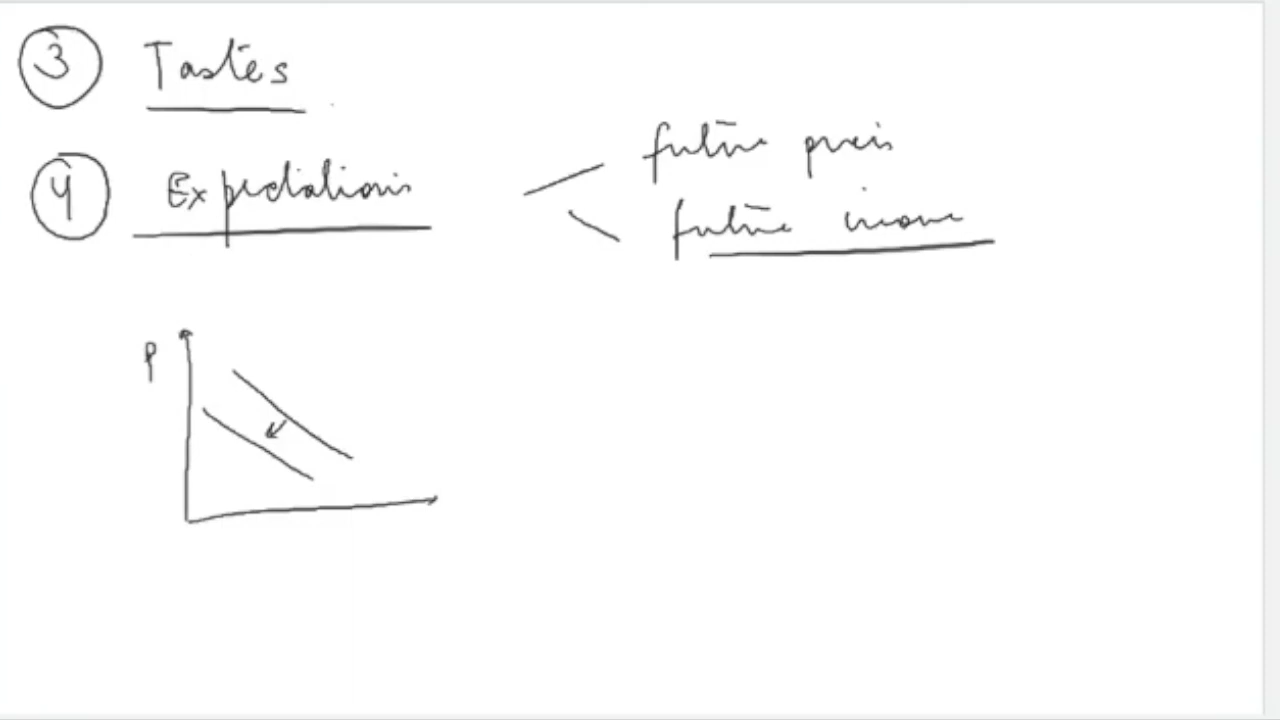 3 Tastes
4 Expectations
future prices
future income
P